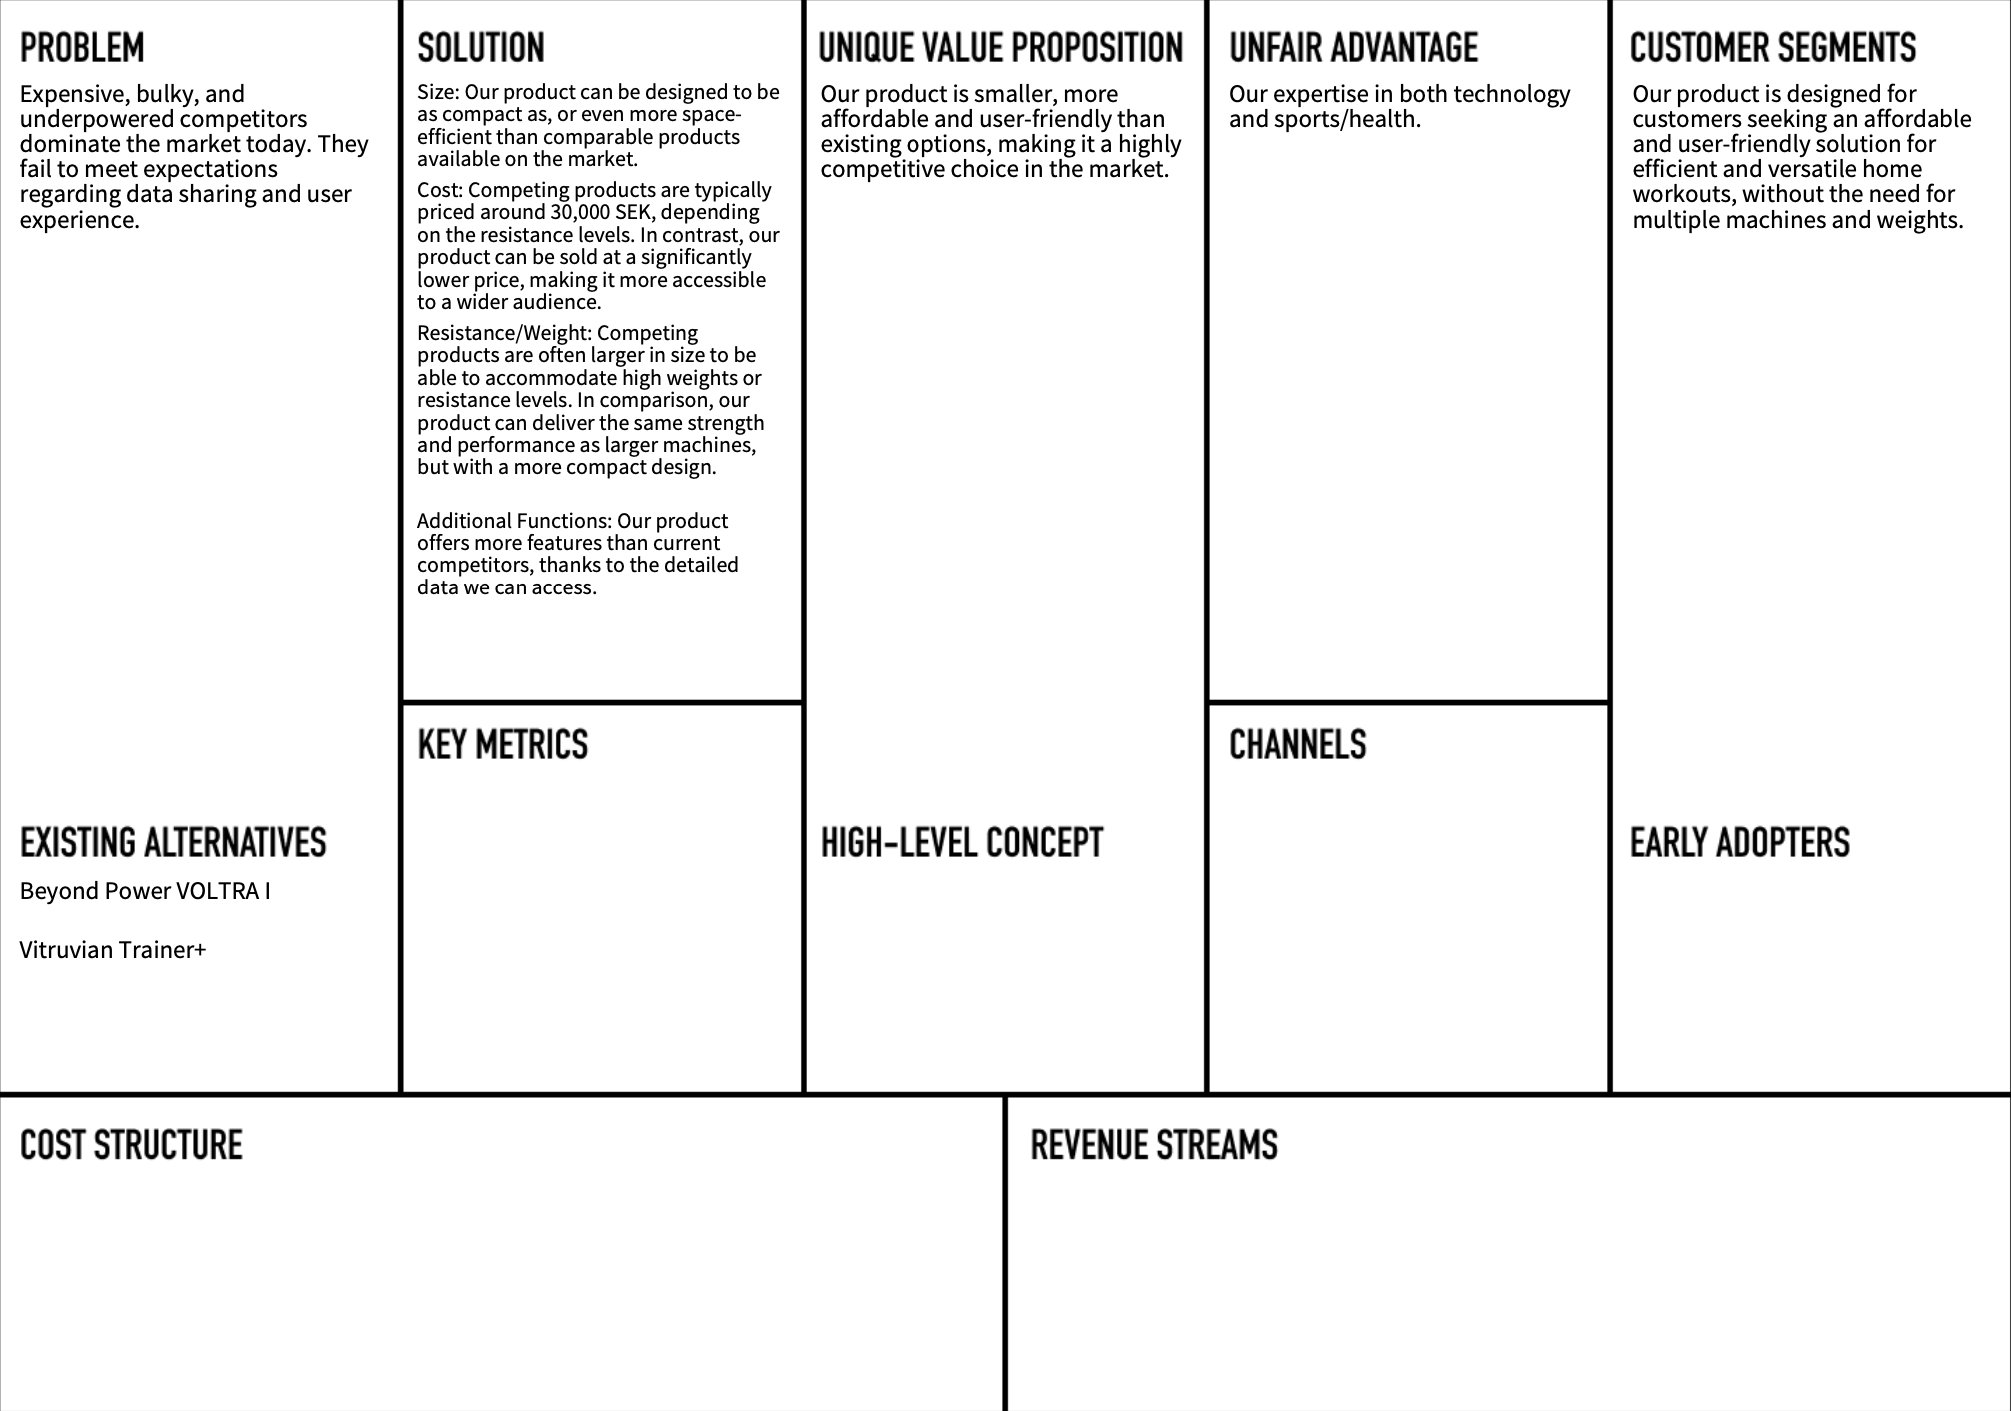 PROBLEM
Expensive, bulky, and
underpowered competitors
dominate the market today. They
fail to meet expectations
regarding data sharing and user
experience.
EXISTING ALTERNATIVES
Beyond Power VOLTRA I
Vitruvian Trainer+
SOLUTION
Size: Our product can be designed to be
as compact as, or even more space-
efficient than comparable products
available on the market.
Cost: Competing products are typically
priced around 30,000 SEK, depending
on the resistance levels. In contrast, our
product can be sold at a significantly
lower price, making it more accessible
to a wider audience.
Resistance/Weight: Competing
products are often larger in size to be
able to accommodate high weights or
resistance levels. In comparison, our
product can deliver the same strength
and performance as larger machines,
but with a more compact design.
Additional Functions: Our product
offers more features than current
competitors, thanks to the detailed
data we can access.
KEY METRICS
UNIQUE VALUE PROPOSITION
Our product is smaller, more
affordable and user-friendly than
existing options, making it a highly
competitive choice in the market.
HIGH-LEVEL CONCEPT
UNFAIR ADVANTAGE
Our expertise in both technology
and sports/health.
CHANNELS
CUSTOMER SEGMENTS
Our product is designed for
customers seeking an affordable
and user-friendly solution for
efficient and versatile home
workouts, without the need for
multiple machines and weights.
EARLY ADOPTERS
COST STRUCTURE
REVENUE STREAMS